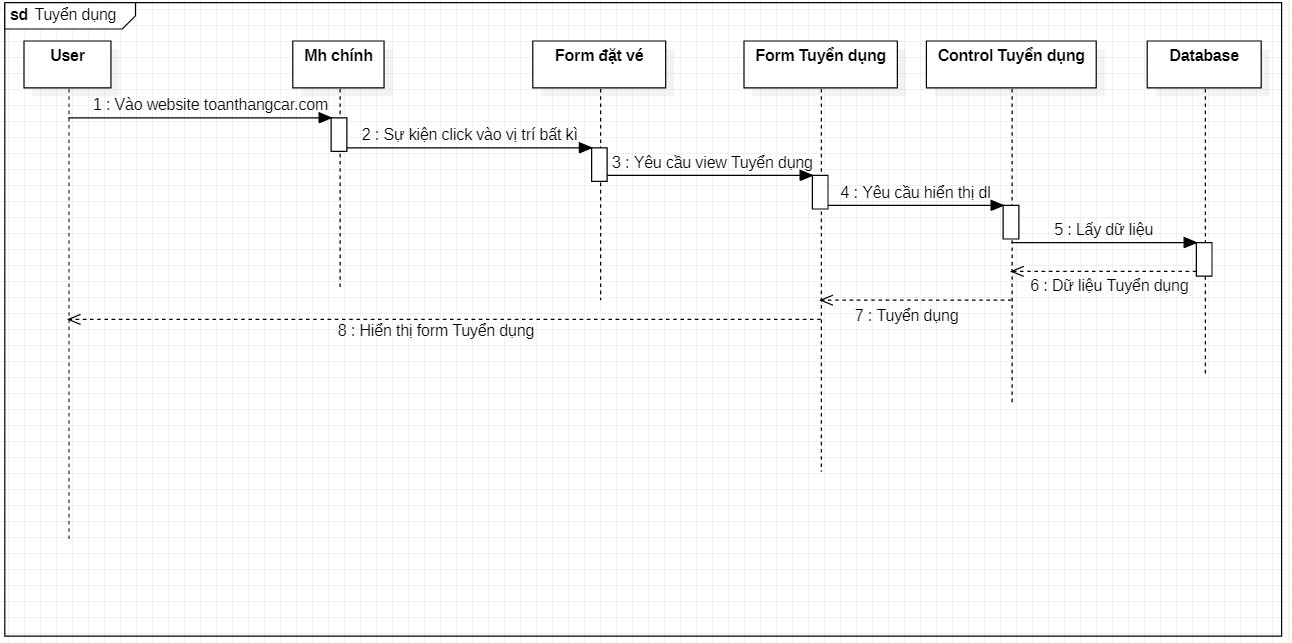 sd Tuyển dụng
User
Mh chính
Form đặt vé
Form Tuyển dụng
Control Tuyển dụng
Database
1 : Vào website toanthangcar.com
2 : Sự kiện click vào vị trí bất kì
3 : Yêu cầu view Tuyển dụng
4 : Yêu cầu hiển thị dl
5 : Lấy dữ liệu
6 : Dữ liệu Tuyển dụng
7 : Tuyển dụng
8 : Hiển thị form Tuyển dụng